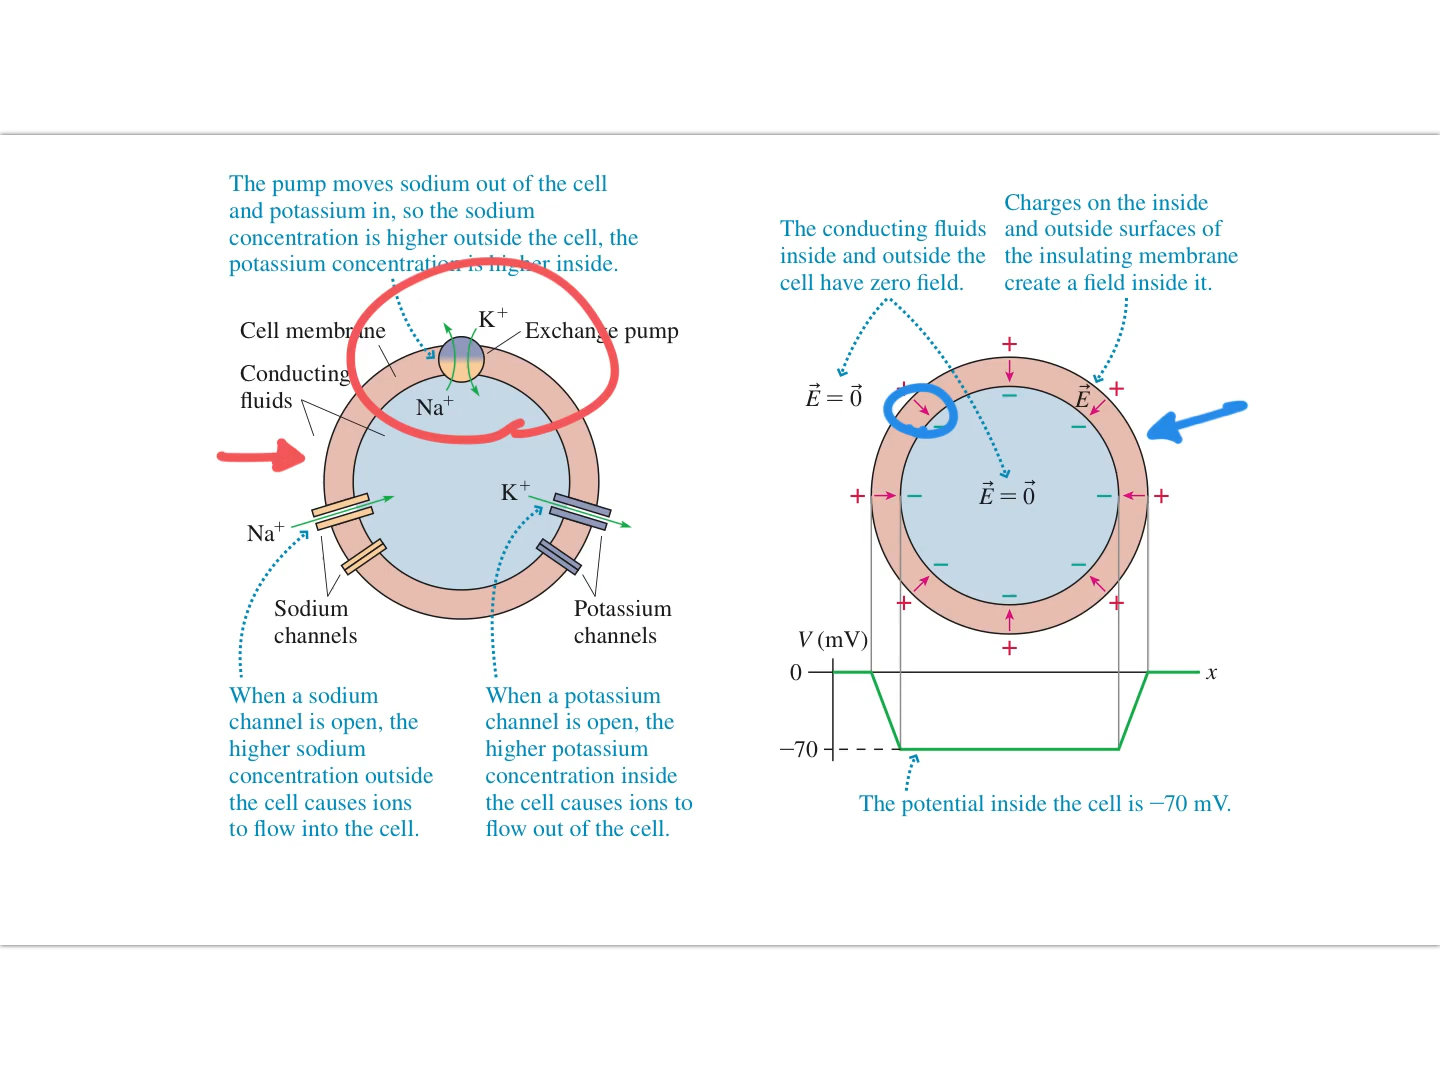 The pump moves sodium out of the cell
and potassium in, so the sodium
concentration is higher outside the cell, the
potassium concentration is higher inside.
K+
Cell membrane
Exchange pump
Conducting
fluids
Na+
K+
Na+
Sodium
channels
Potassium
channels
When a sodium
channel is open, the
higher sodium
concentration outside
the cell causes ions
to flow into the cell.
When a potassium
channel is open, the
higher potassium
concentration inside
the cell causes ions to
flow out of the cell.
The conducting fluids
inside and outside the
cell have zero field.
Charges on the inside
and outside surfaces of
the insulating membrane
create a field inside it.
E⃗ = 0⃗
E⃗
E⃗ = 0⃗
V (mV)
0
x
−70
The potential inside the cell is −70 mV.